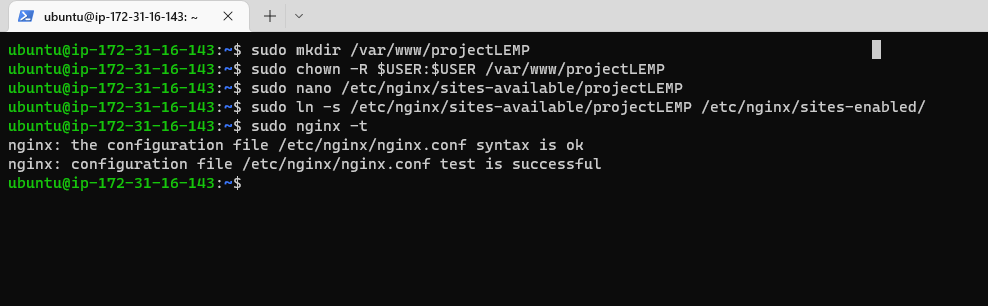 ubuntu@ip-172-31-16-143: ~
ubuntu@ip-172-31-16-143:~$ sudo mkdir /var/www/projectLEMP
ubuntu@ip-172-31-16-143:~$ sudo chown -R $USER:$USER /var/www/projectLEMP
ubuntu@ip-172-31-16-143:~$ sudo nano /etc/nginx/sites-available/projectLEMP
ubuntu@ip-172-31-16-143:~$ sudo ln -s /etc/nginx/sites-available/projectLEMP /etc/nginx/sites-enabled/
ubuntu@ip-172-31-16-143:~$ sudo nginx -t
nginx: the configuration file /etc/nginx/nginx.conf syntax is ok
nginx: configuration file /etc/nginx/nginx.conf test is successful
ubuntu@ip-172-31-16-143:~$